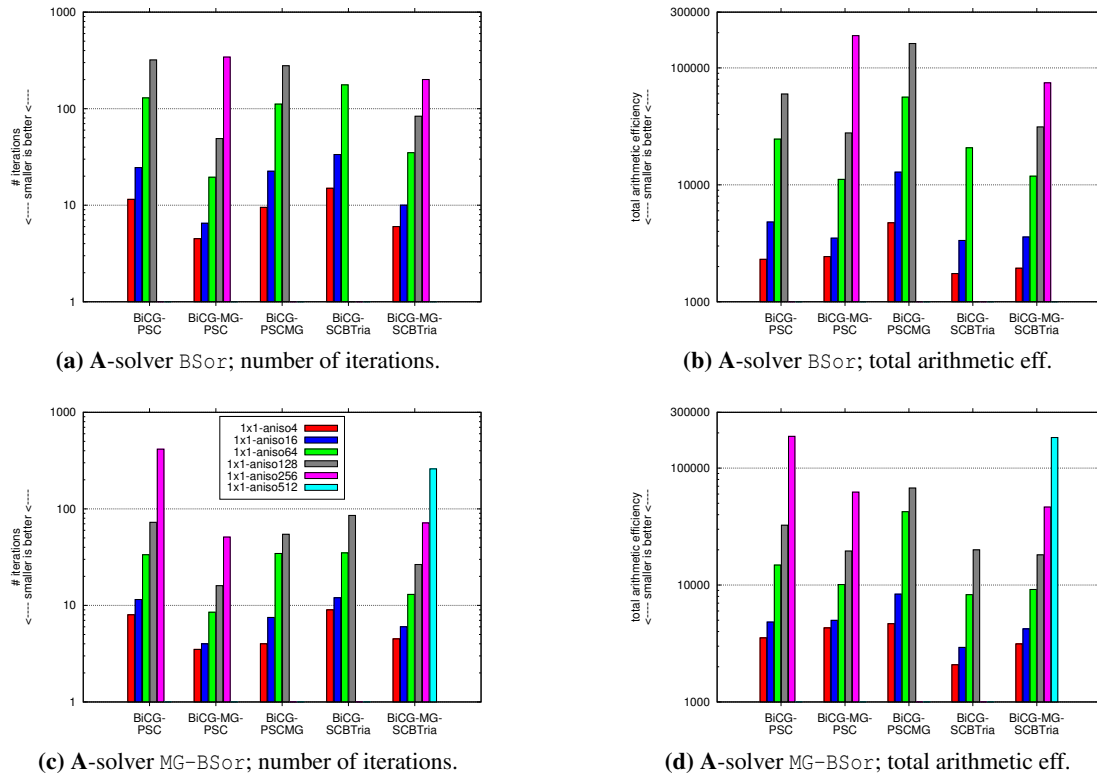 1000
100
10
1
# iterations
<---- smaller is better <----
BiCG-PSC
BiCG-MG-PSC
BiCG-PSCMG
BiCG-SCBTria
BiCG-MG-SCBTria
(a) A-solver BSor; number of iterations.
300000
100000
10000
1000
total arithmetic efficiency
<---- smaller is better <----
BiCG-PSC
BiCG-MG-PSC
BiCG-PSCMG
BiCG-SCBTria
BiCG-MG-SCBTria
(b) A-solver BSor; total arithmetic eff.
1000
100
10
1
# iterations
<---- smaller is better <----
1x1-aniso4
1x1-aniso16
1x1-aniso64
1x1-aniso128
1x1-aniso256
1x1-aniso512
BiCG-PSC
BiCG-MG-PSC
BiCG-PSCMG
BiCG-SCBTria
BiCG-MG-SCBTria
(c) A-solver MG-BSor; number of iterations.
300000
100000
10000
1000
total arithmetic efficiency
<---- smaller is better <----
BiCG-PSC
BiCG-MG-PSC
BiCG-PSCMG
BiCG-SCBTria
BiCG-MG-SCBTria
(d) A-solver MG-BSor; total arithmetic eff.